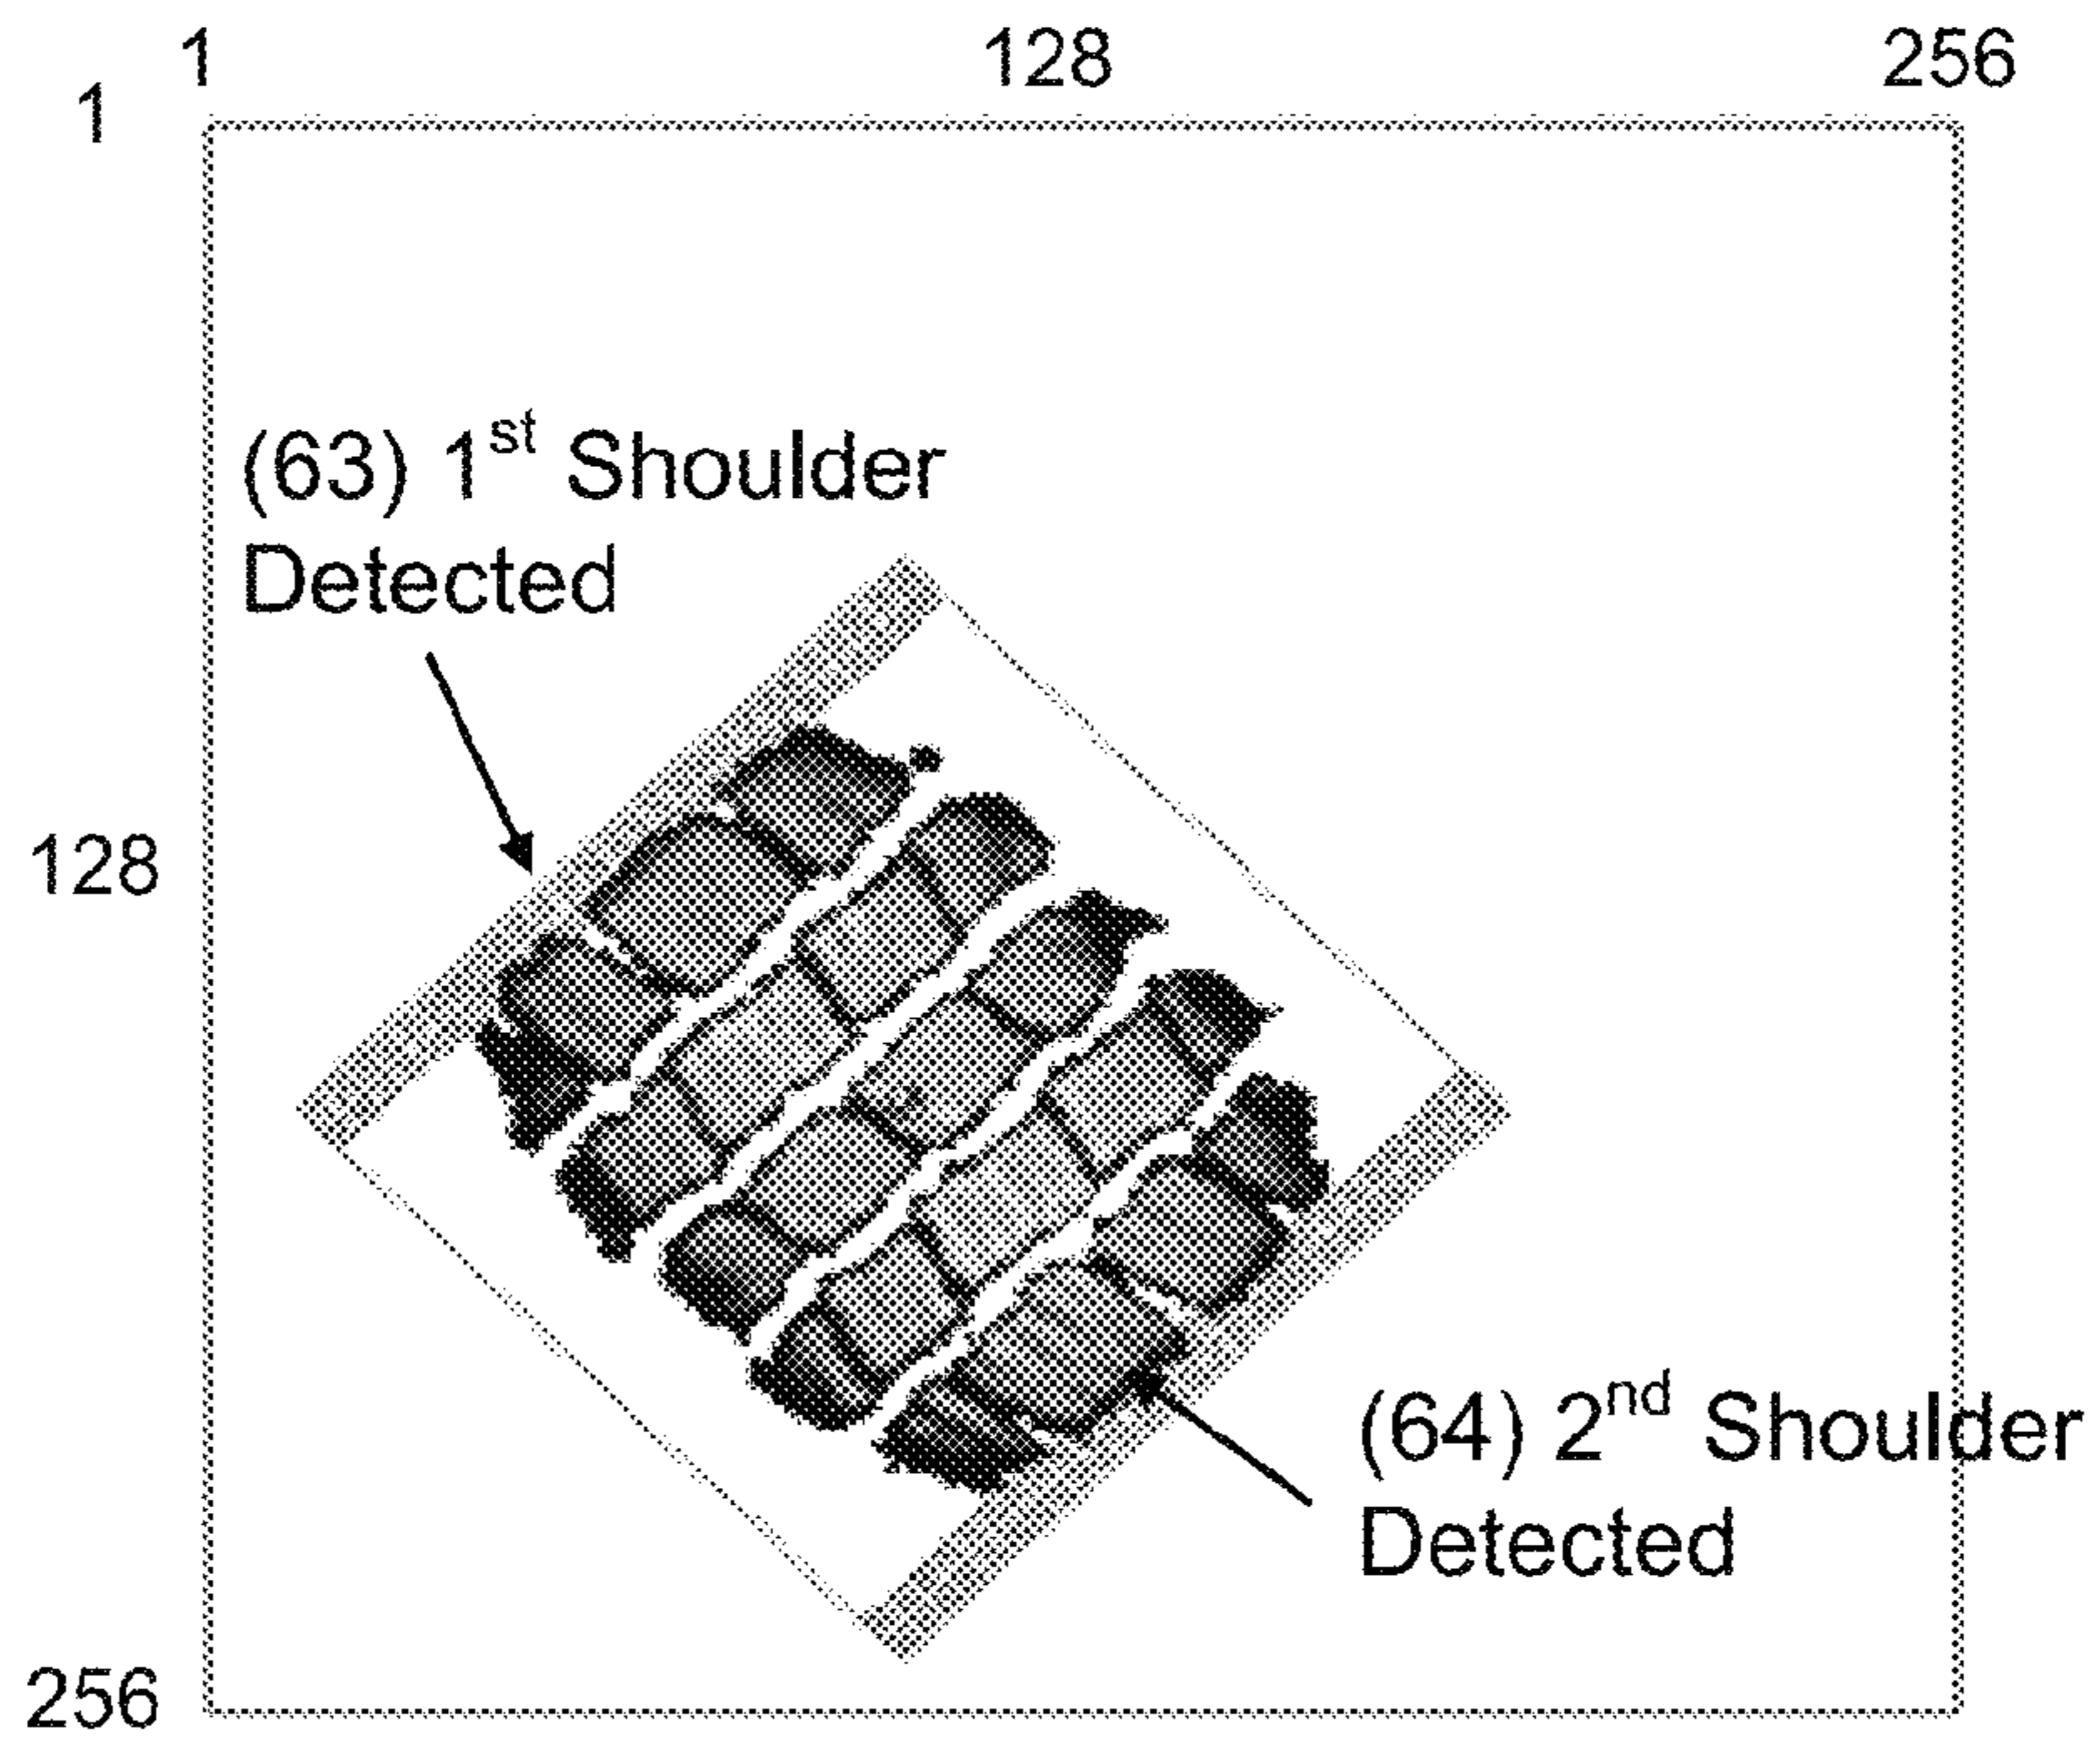 1 128 256
1
(63) 1st Shoulder
Detected
128
(64) 2nd Shoulder
Detected
256